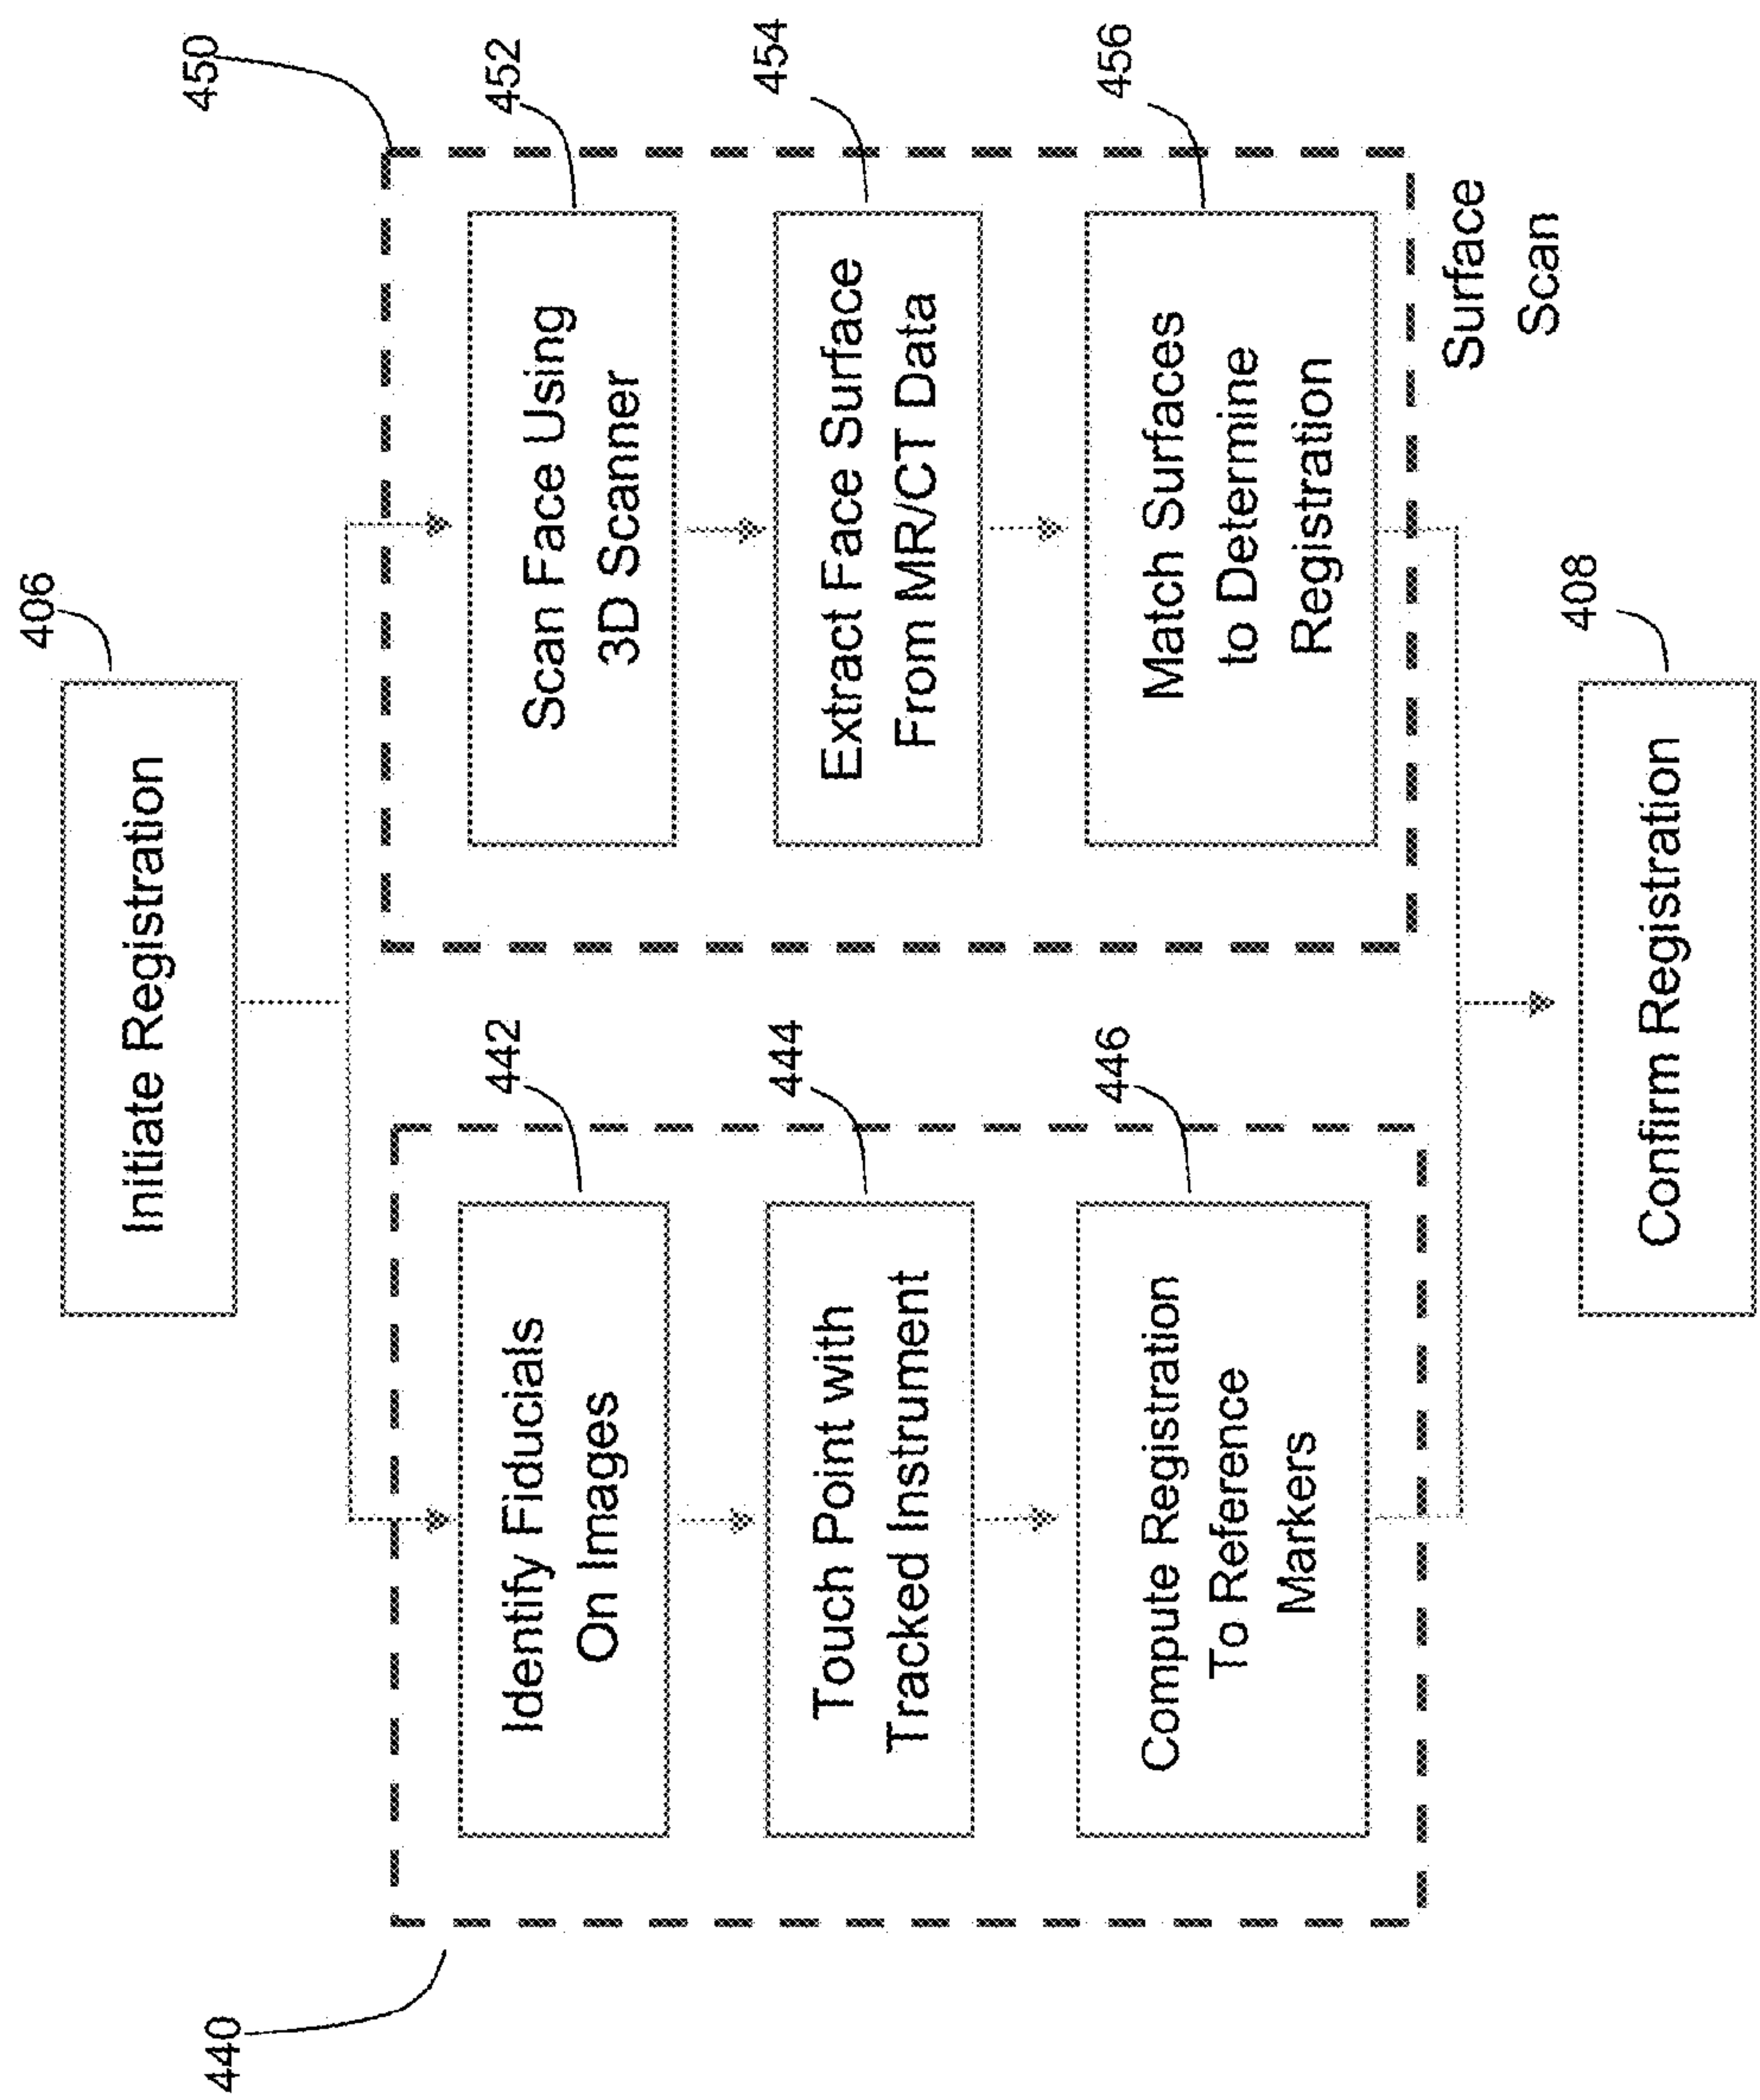 406
Initiate Registration
440
442
Identify Fiducials
On Images
444
Touch Point with
Tracked Instrument
446
Compute Registration
To Reference
Markers
450
452
Scan Face Using
3D Scanner
454
Extract Face Surface
From MR/CT Data
456
Match Surfaces
to Determine
Registration
Surface
Scan
408
Confirm Registration